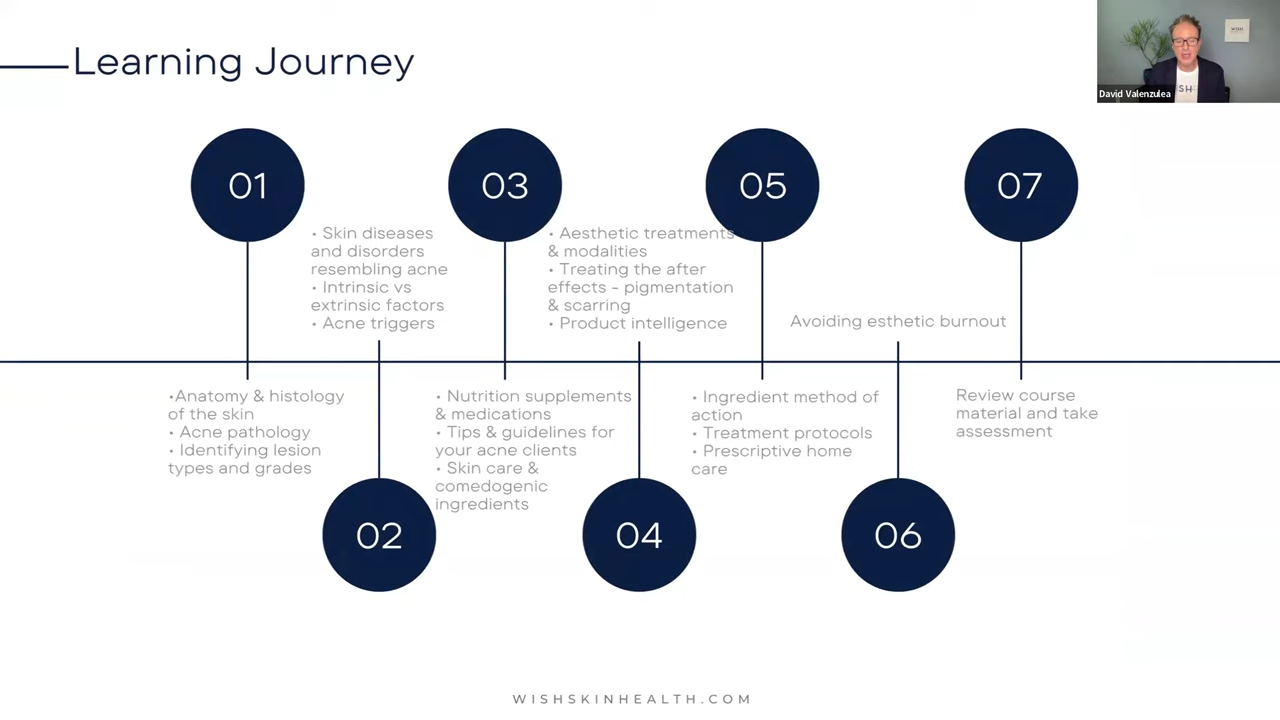 Learning Journey
WISH
SH
David Valenzulea
01
03
05
07
• Skin diseases
and disorders
resembling acne
• Intrinsic vs
extrinsic factors
• Acne triggers
• Aesthetic treatments
& modalities
• Treating the after
effects – pigmentation
& scarring
• Product intelligence
Avoiding esthetic burnout
•Anatomy & histology
of the skin
• Acne pathology
• Identifying lesion
types and grades
• Nutrition supplements
& medications
• Tips & guidelines for
your acne clients
• Skin care &
comedogenic
ingredients
• Ingredient method of
action
• Treatment protocols
• Prescriptive home
care
Review course
material and take
assessment
02
04
06
WISHSKINHEALTH.COM